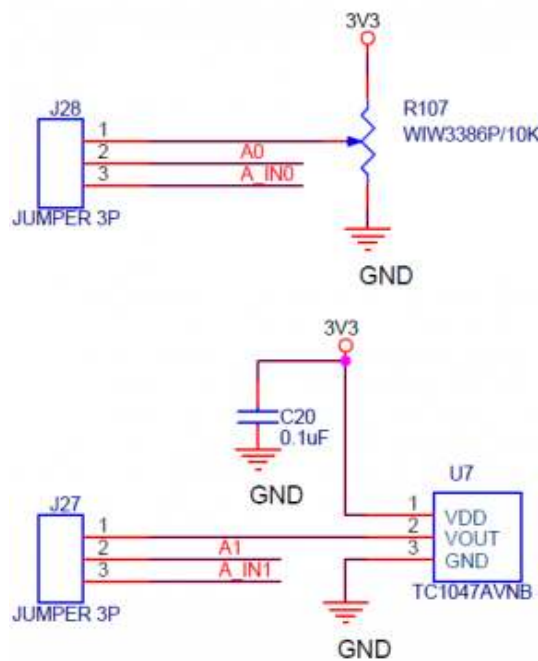 3V3
J28
R107
WIW3386P/10K
1
2
3
A0
A_IN0
JUMPER 3P
GND
3V3
C20
0.1uF
GND
U7
J27
1
2
3
A1
A_IN1
JUMPER 3P
1
2
3
VDD
VOUT
GND
TC1047AVNB
GND